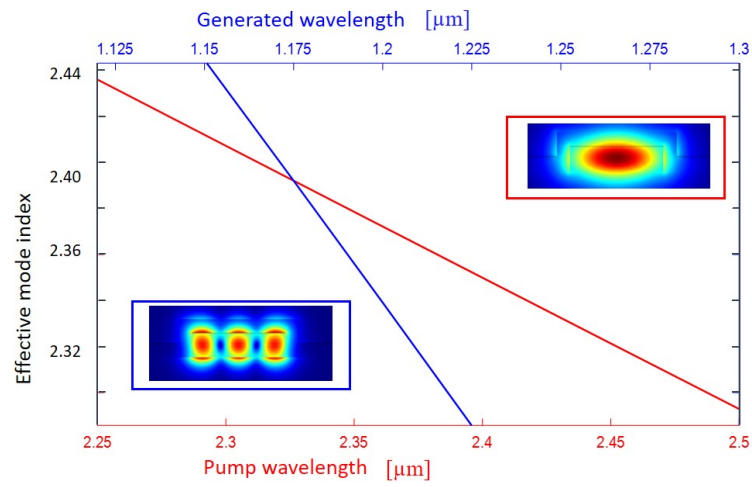 Generated wavelength [μm]
1.125 1.15 1.175 1.2 1.225 1.25 1.275 1.3
2.44
2.40
2.36
2.32
Effective mode index
2.25 2.3 2.35 2.4 2.45 2.5
Pump wavelength [μm]